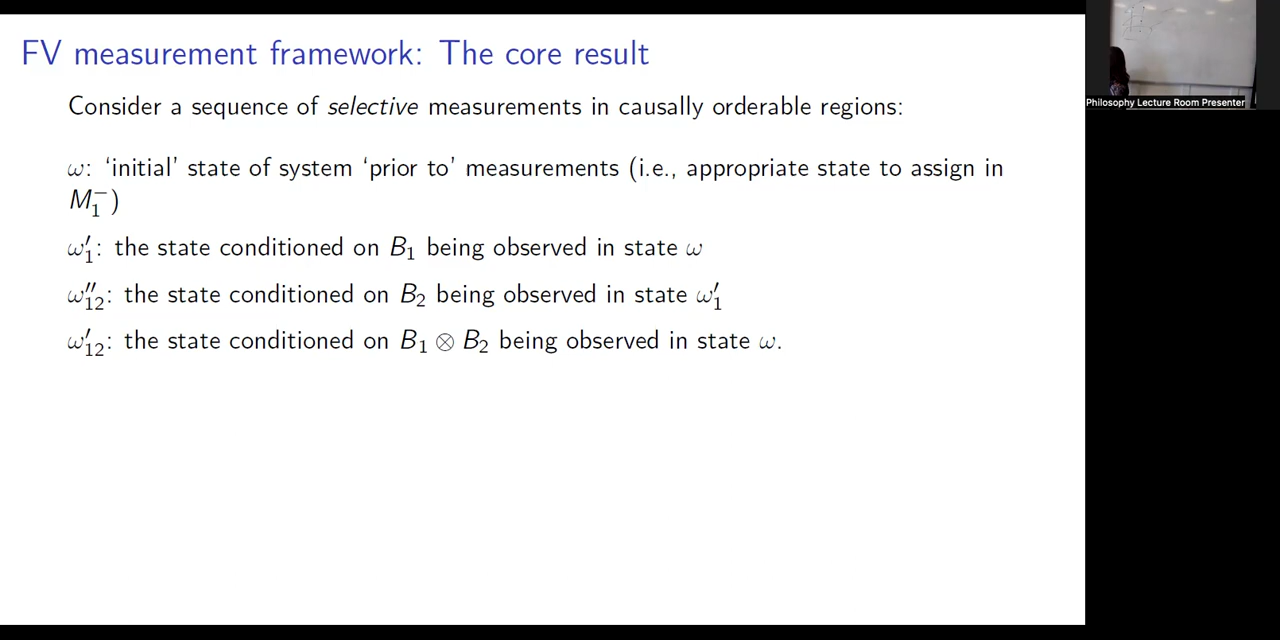 FV measurement framework: The core result
Consider a sequence of selective measurements in causally orderable regions:
ω: ‘initial’ state of system ‘prior to’ measurements (i.e., appropriate state to assign in
M₁⁻)
ω′₁: the state conditioned on B₁ being observed in state ω
ω″₁₂: the state conditioned on B₂ being observed in state ω′₁
ω′₁₂: the state conditioned on B₁ ⊗ B₂ being observed in state ω.
Philosophy Lecture Room Presenter